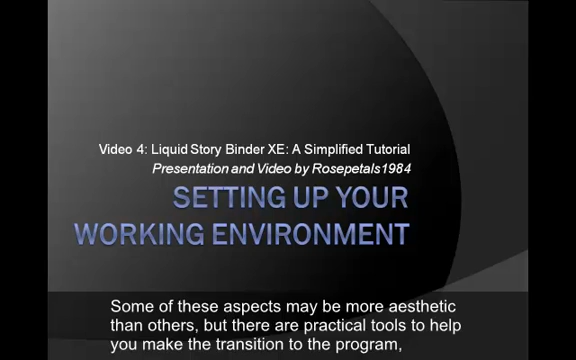 Video 4: Liquid Story Binder XE: A Simplified Tutorial
Presentation and Video by Rosepetals1984
SETTING UP YOUR
WORKING ENVIRONMENT
Some of these aspects may be more aesthetic
than others, but there are practical tools to help
you make the transition to the program,